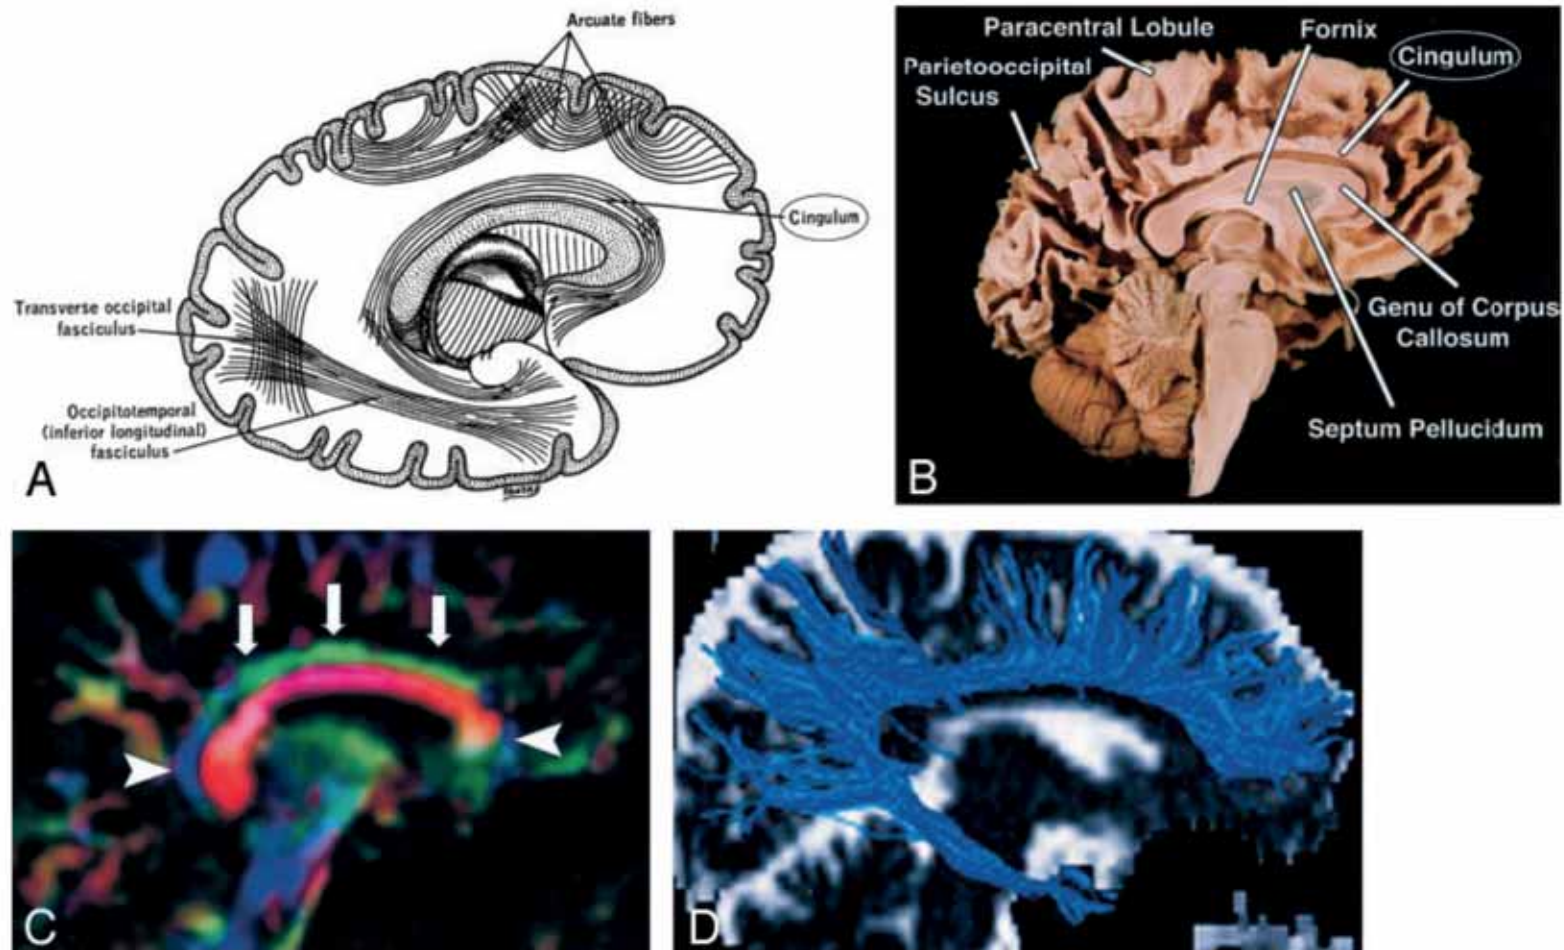 Arcuate fibers
Cingulum
Transverse occipital
fasciculus
Occipitotemporal
(inferior longitudinal)
fasciculus
A
Paracentral Lobule
Fornix
Cingulum
Parietooccipital
Sulcus
Genu of Corpus
Callosum
Septum Pellucidum
B
C
D